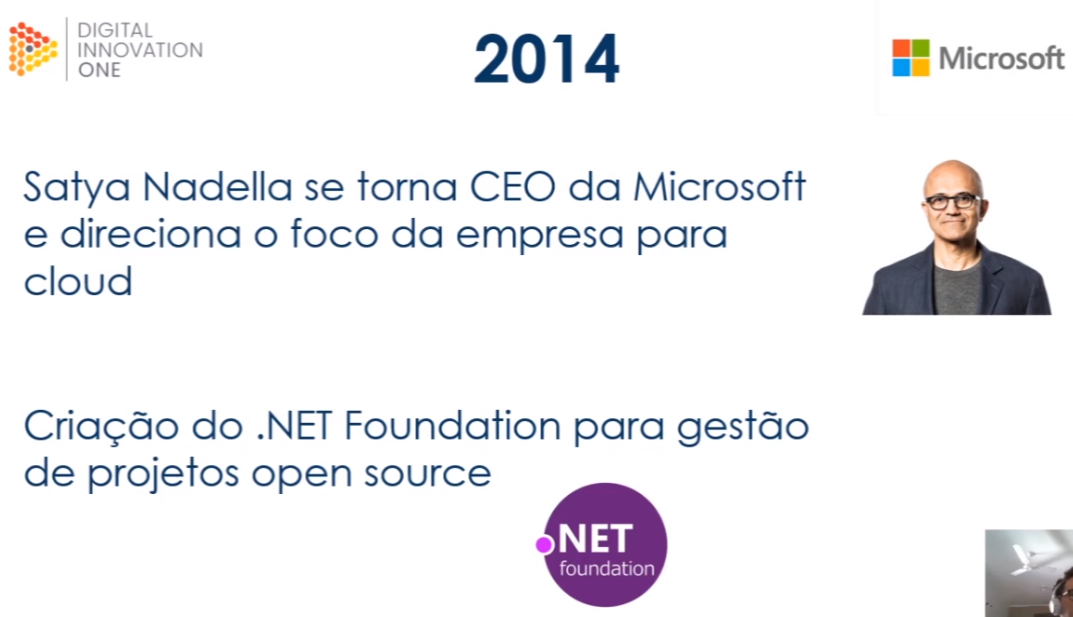 DIGITAL
INNOVATION
ONE
2014
Microsoft
Satya Nadella se torna CEO da Microsoft
e direciona o foco da empresa para
cloud
Criação do .NET Foundation para gestão
de projetos open source
.NET
foundation